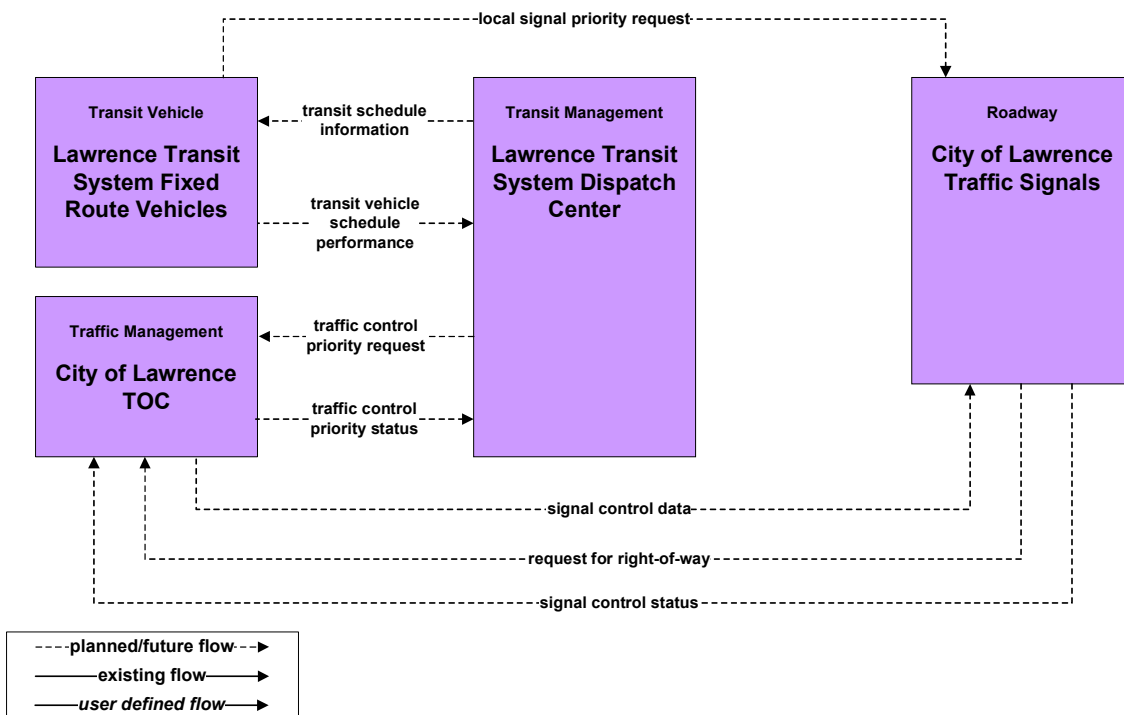 local signal priority request
Transit Vehicle
Lawrence Transit
System Fixed
Route Vehicles
transit schedule
information
transit vehicle
schedule
performance
Transit Management
Lawrence Transit
System Dispatch
Center
Roadway
City of Lawrence
Traffic Signals
Traffic Management
City of Lawrence
TOC
traffic control
priority request
traffic control
priority status
signal control data
request for right-of-way
signal control status
planned/future flow
existing flow
user defined flow